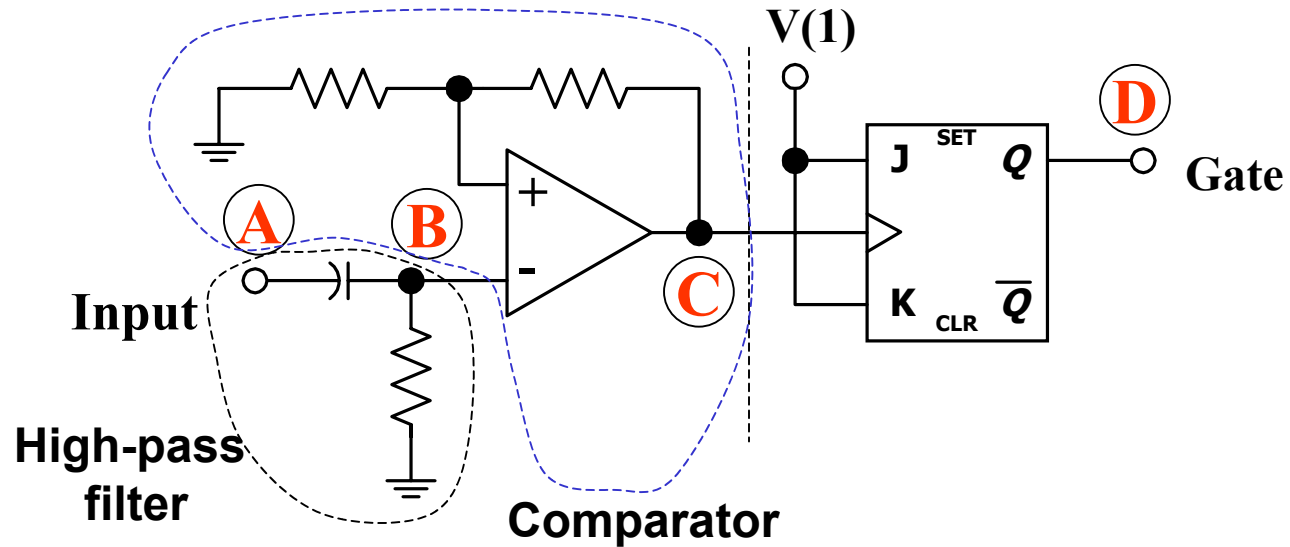 V(1)
A
B
C
D
+
-
Input
J
SET
Q
K
CLR
Q̅
Gate
High-pass
filter
Comparator